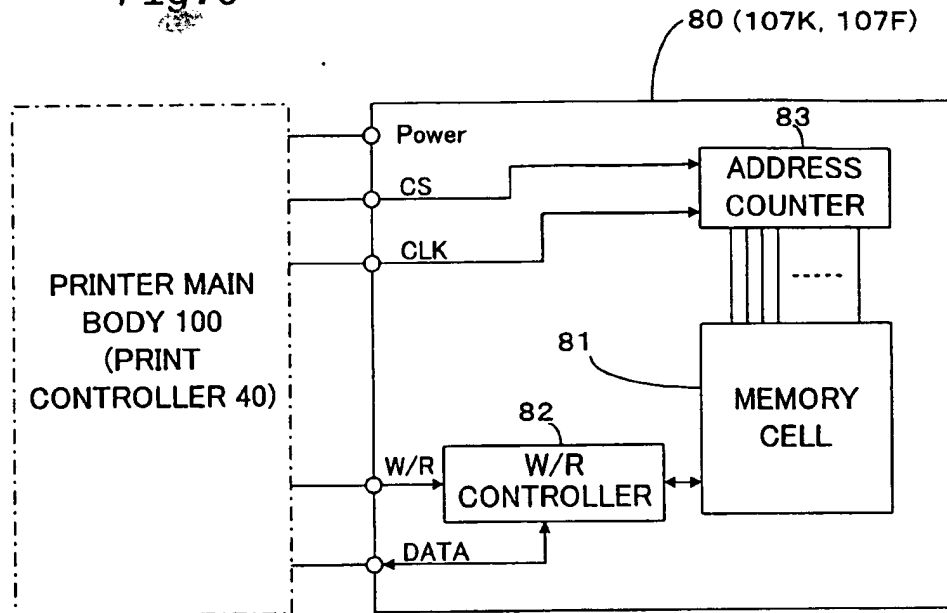 80 (107K, 107F)
Power
CS
CLK
83
ADDRESS
COUNTER
PRINTER MAIN
BODY 100
(PRINT
CONTROLLER 40)
81
MEMORY
CELL
82
W/R
W/R
CONTROLLER
DATA